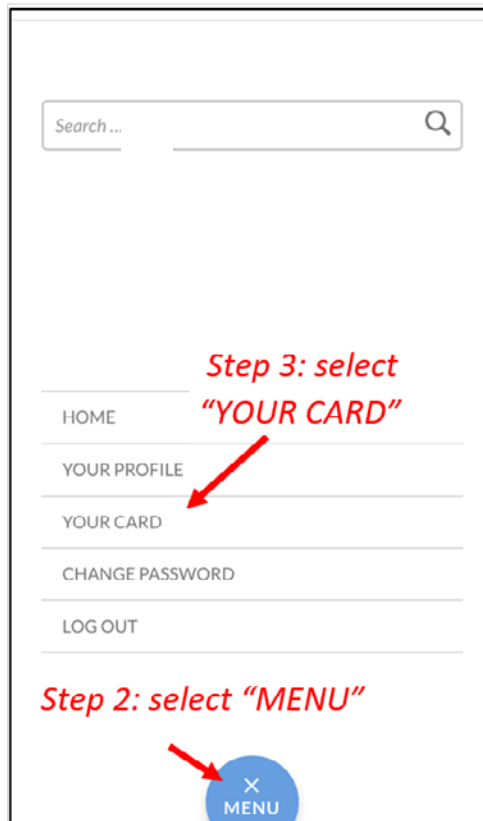 Search ...
Step 3: select
“YOUR CARD”
HOME
YOUR PROFILE
YOUR CARD
CHANGE PASSWORD
LOG OUT
Step 2: select “MENU”
MENU